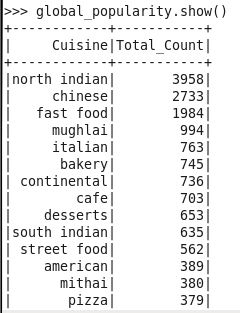 >>> global_popularity.show()
+------------+-----------+
|     Cuisine|Total_Count|
+------------+-----------+
|north indian|       3958|
|     chinese|       2733|
|   fast food|       1984|
|     mughlai|        994|
|     italian|        763|
|      bakery|        745|
| continental|        736|
|        cafe|        703|
|    desserts|        653|
|south indian|        635|
| street food|        562|
|    american|        389|
|      mithai|        380|
|       pizza|        379|